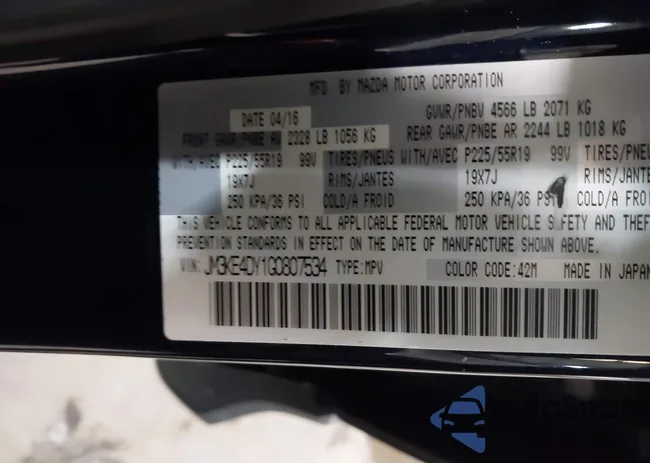 MFD BY MAZDA MOTOR CORPORATION
DATE 04/16 GVWR/PNBV 4566 LB 2071 KG
FRONT GAWR/PNBE AV 2328 LB 1056 KG REAR GAWR/PNBE AR 2244 LB 1018 KG
WITH/AVEC P225/55R19 99V TIRES/PNEUS WITH/AVEC P225/55R19 99V TIRES/PNEU
19X7J RIMS/JANTES 19X7J RIMS/JANTES
250 KPA/36 PSI COLD/A FROID 250 KPA/36 PSI COLD/A FROI
THIS VEHICLE CONFORMS TO ALL APPLICABLE FEDERAL MOTOR VEHICLE SAFETY AND THEF
PREVENTION STANDARDS IN EFFECT ON THE DATE OF MANUFACTURE SHOWN ABOVE.
VIN: JM3KE4DY1G0807534 TYPE:MPV COLOR CODE:42M MADE IN JAPAN
AutoSnap